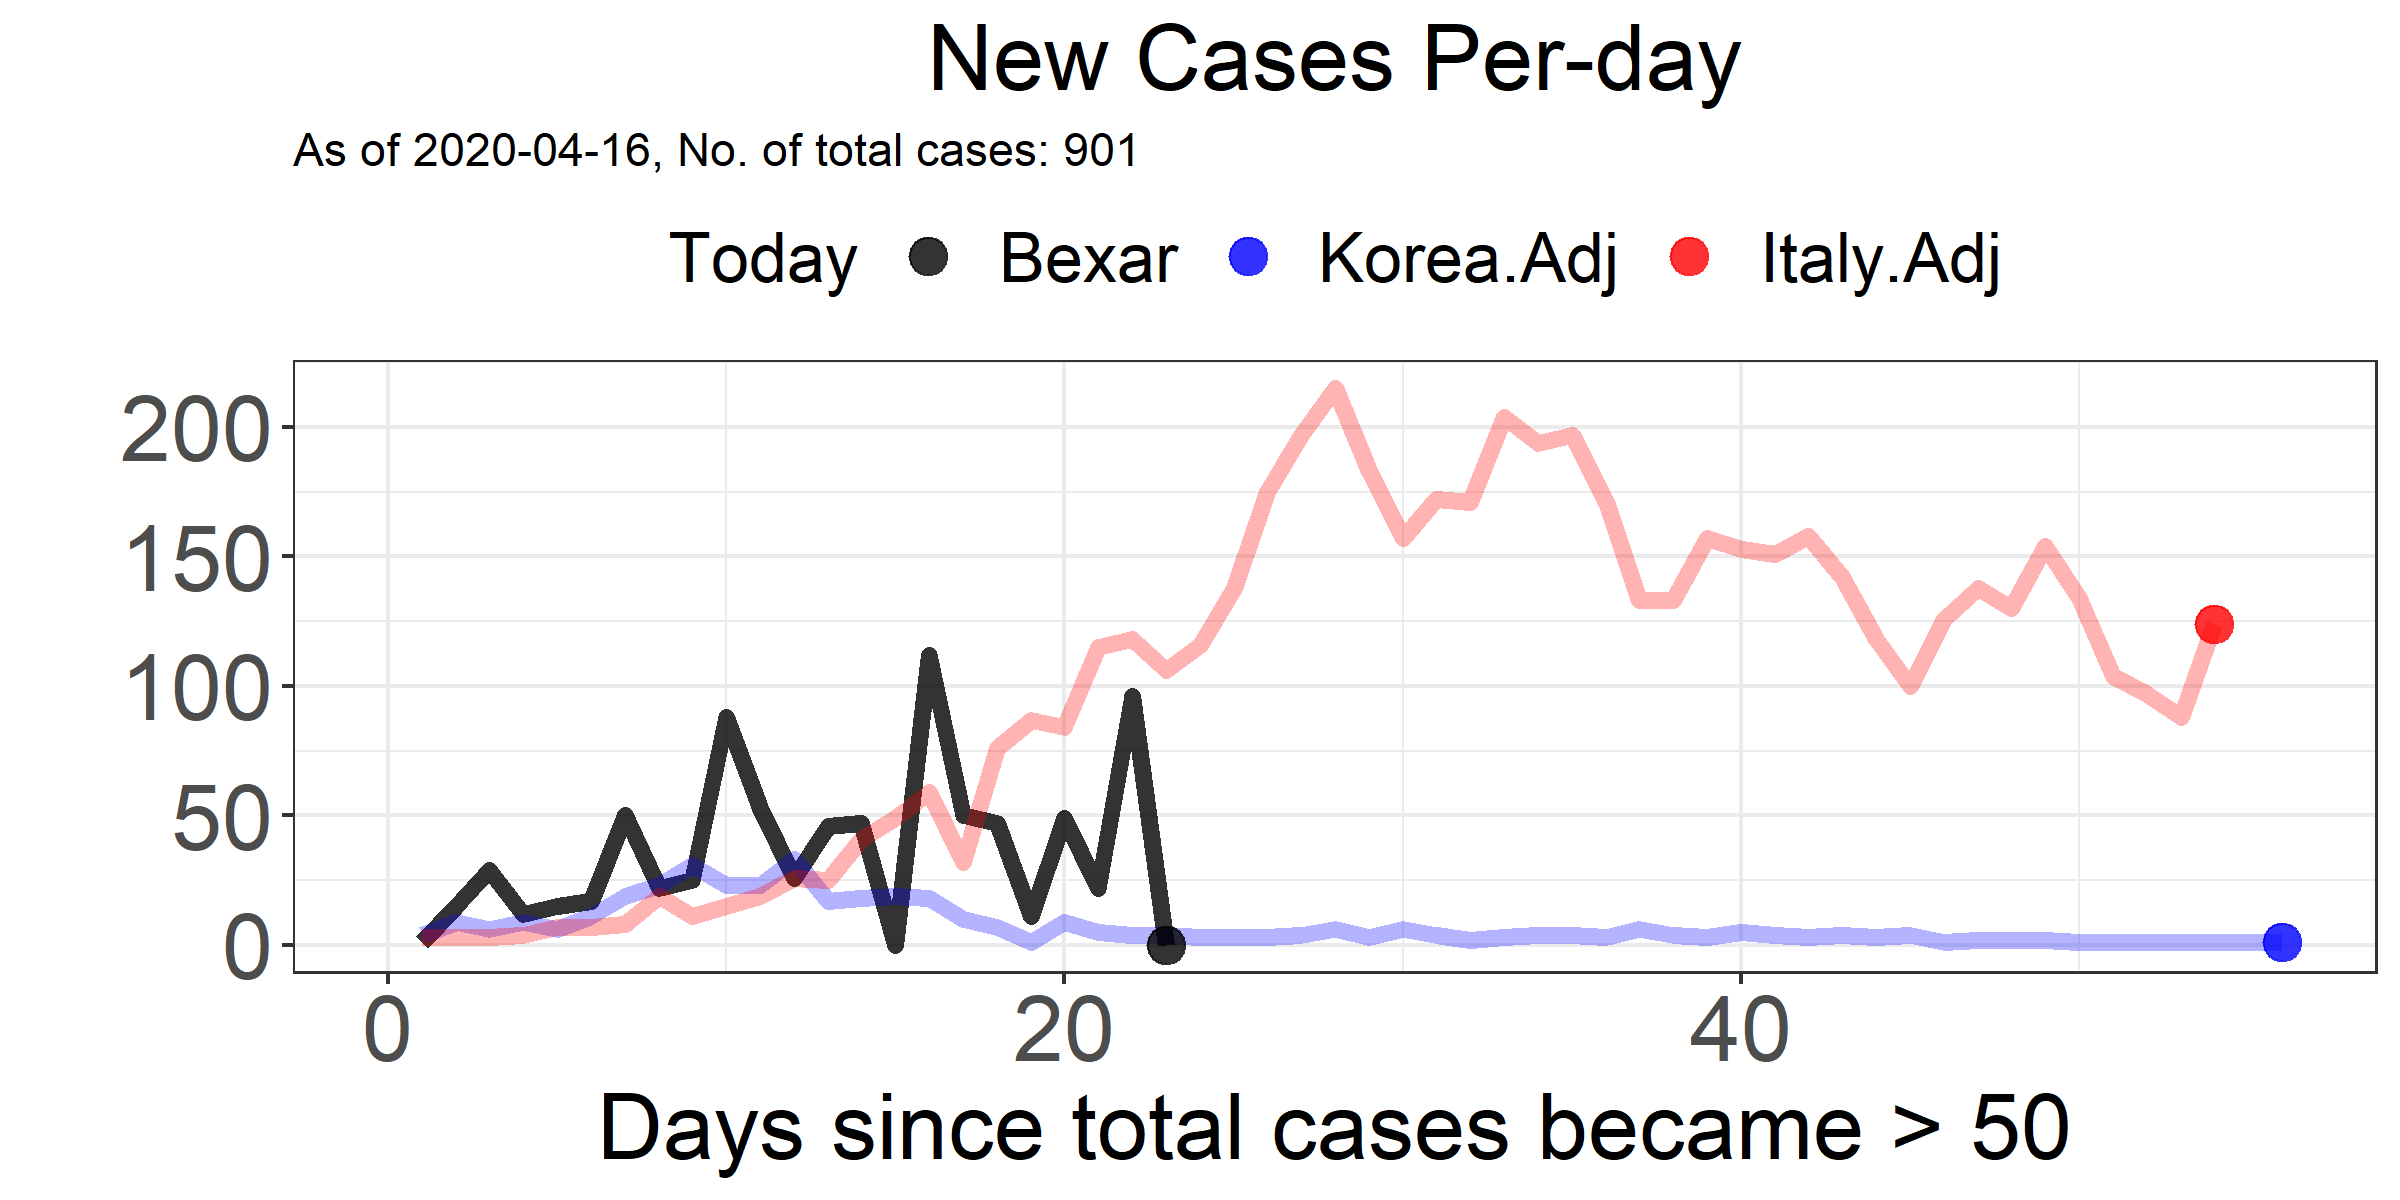 New Cases Per-day
As of 2020-04-16, No. of total cases: 901
Today Bexar Korea.Adj Italy.Adj
200
150
100
50
0
0 20 40
Days since total cases became > 50